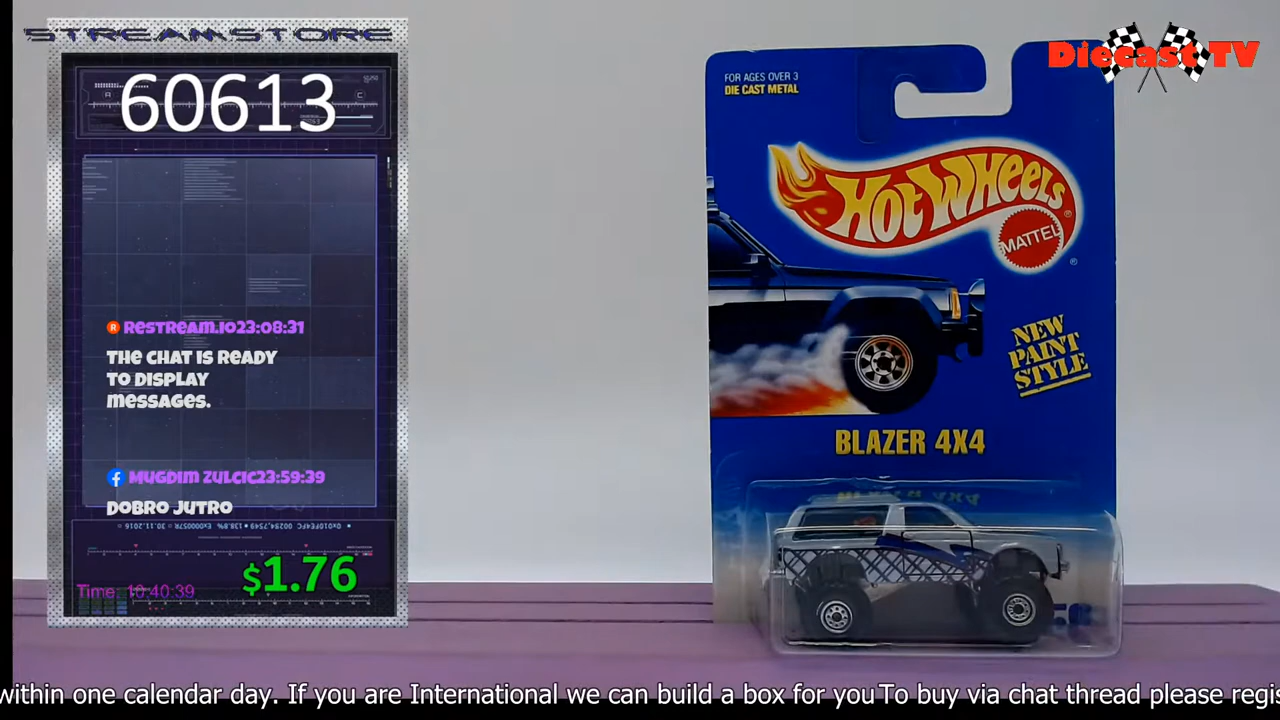 STREAMSTORE
60613
RESTREAM.IO23:08:31
THE CHAT IS READY
TO DISPLAY
MESSAGES.
MUGDIM ZULCIC23:59:39
DOBRO JUTRO
Time: 10:40:39
$1.76
Diecast TV
FOR AGES OVER 3
DIE CAST METAL
HOT WHEELS ®
MATTEL
®
NEW
PAINT
STYLE
BLAZER 4X4
within one calendar day. If you are International we can build a box for youTo buy via chat thread please regis